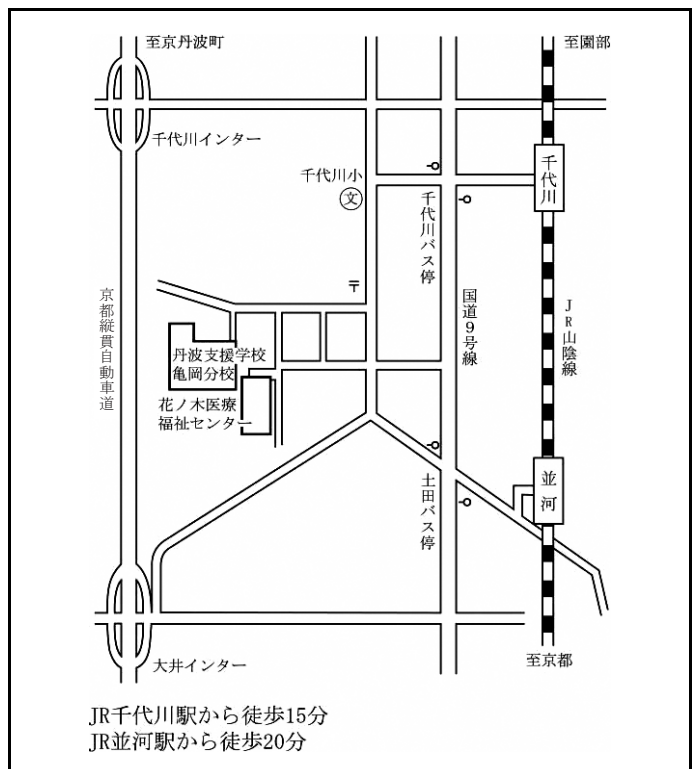 至京丹波町
至園部
千代川インター
千代川小
文
千代川
千代川バス停
〒
京都縦貫自動車道
国道9号線
JR山陰線
丹波支援学校
亀岡分校
花ノ木医療
福祉センター
並河
土田バス停
至京都
大井インター
JR千代川駅から徒歩15分
JR並河駅から徒歩20分